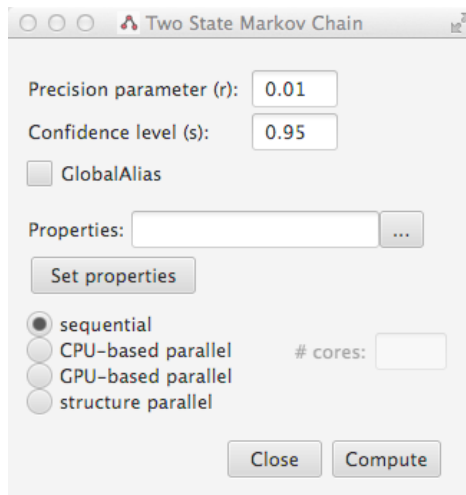 Two State Markov Chain
Precision parameter (r): 0.01
Confidence level (s): 0.95
GlobalAlias
Properties: ...
Set properties
sequential
CPU-based parallel # cores:
GPU-based parallel
structure parallel
Close Compute